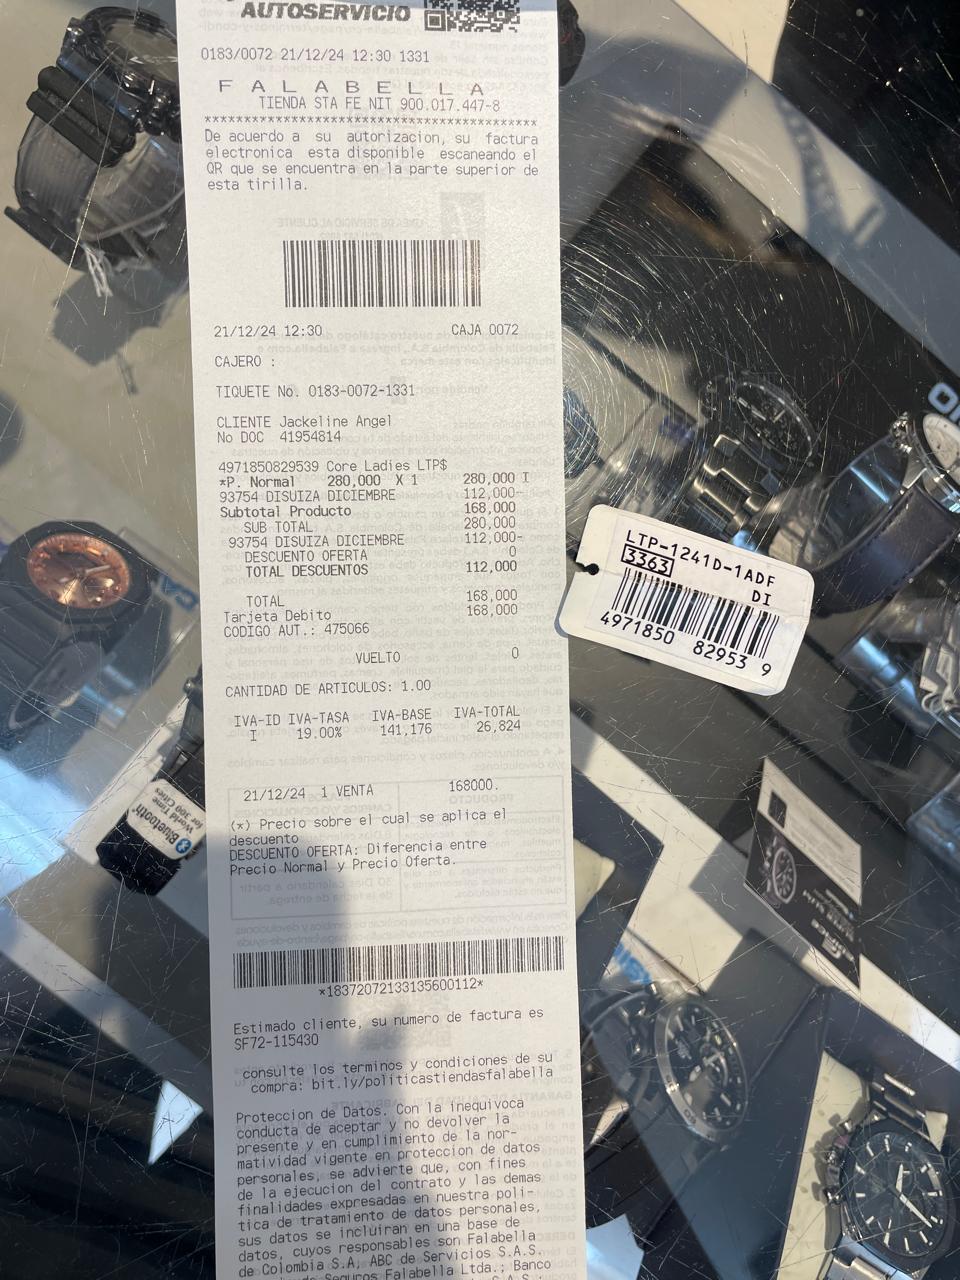 AUTOSERVICIO
0183/0072 21/12/24 12:30 1331
F A L A B E L L A
TIENDA STA FE NIT 900.017.447-8
****************************************
De acuerdo a su autorizacion, su factura
electronica esta disponible escaneando el
QR que se encuentra en la parte superior de
esta tirilla.
21/12/24 12:30 CAJA 0072
CAJERO :
TIQUETE No. 0183-0072-1331
CLIENTE Jackeline Angel
No DOC 41954814
4971850829539 Core Ladies LTP$
*P. Normal 280,000 X 1 280,000 I
93754 DISUIZA DICIEMBRE 112,000-
Subtotal Producto 168,000
SUB TOTAL 280,000
93754 DISUIZA DICIEMBRE 112,000-
DESCUENTO OFERTA 0
TOTAL DESCUENTOS 112,000
TOTAL 168,000
Tarjeta Debito 168,000
CODIGO AUT.: 475066
VUELTO 0
CANTIDAD DE ARTICULOS: 1.00
IVA-ID IVA-TASA IVA-BASE IVA-TOTAL
I 19.00% 141,176 26,824
21/12/24 1 VENTA 168000.
(*) Precio sobre el cual se aplica el
descuento
DESCUENTO OFERTA: Diferencia entre
Precio Normal y Precio Oferta.
*18372072133135600112*
Estimado cliente, su numero de factura es
SF72-115430
consulte los terminos y condiciones de su
compra: bit.ly/politicastiendasfalabella
Proteccion de Datos. Con la inequivoca
conducta de aceptar y no devolver la
presente y en cumplimiento de la nor-
matividad vigente en proteccion de datos
personales, se advierte que, con fines
de la ejecucion del contrato y las demas
finalidades expresadas en nuestra poli-
tica de tratamiento de datos personales,
sus datos se incluiran en una base de
datos, cuyos responsables son Falabella
de Colombia S.A, ABC de Servicios S.A.S.
Seguros Falabella Ltda.; Banco
LTP-1241D-1ADF
3363 DI
4971850 82953 9
Bluetooth
World Time
for 300 Cities
CASIO